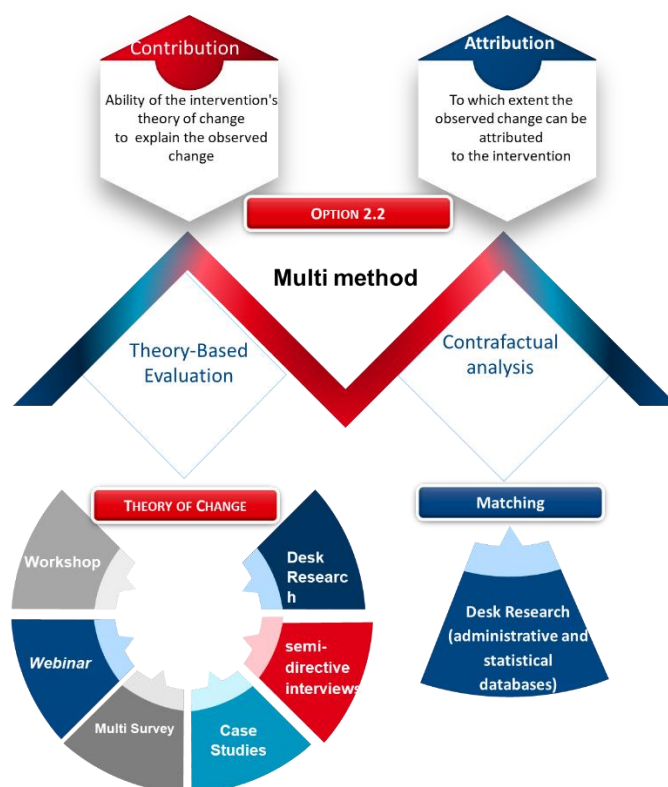 Contribution
Ability of the intervention's
theory of change
to explain the observed
change
Attribution
To which extent the
observed change can be
attributed
to the intervention
OPTION 2.2
Multi method
Theory-Based
Evaluation
Contrafactual
analysis
THEORY OF CHANGE
Matching
Workshop
Webinar
Multi Survey
Case
Studies
semi-
directive
interviews
Desk
Researc
h
Desk Research
(administrative and
statistical
databases)